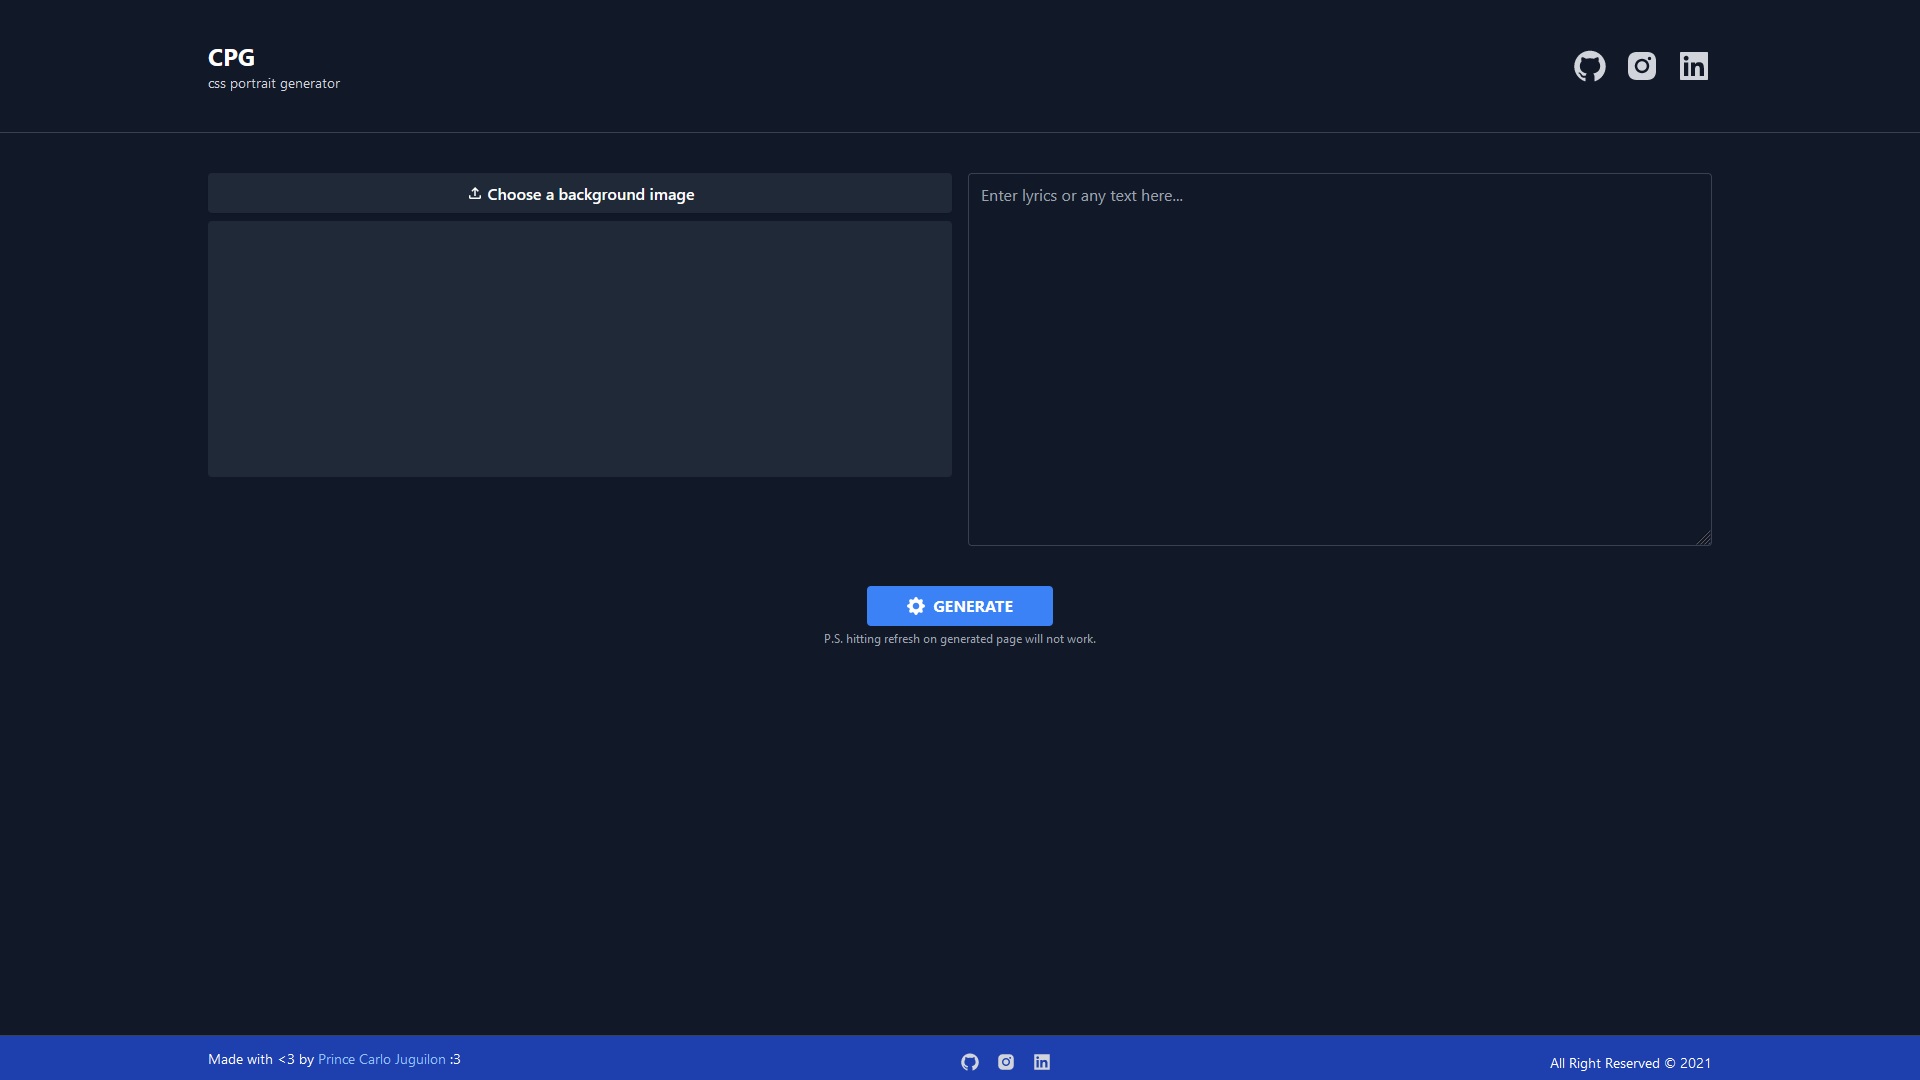 CPG
css portrait generator
Choose a background image
Enter lyrics or any text here...
GENERATE
P.S. hitting refresh on generated page will not work.
Made with <3 by Prince Carlo Juguilon :3
All Right Reserved © 2021